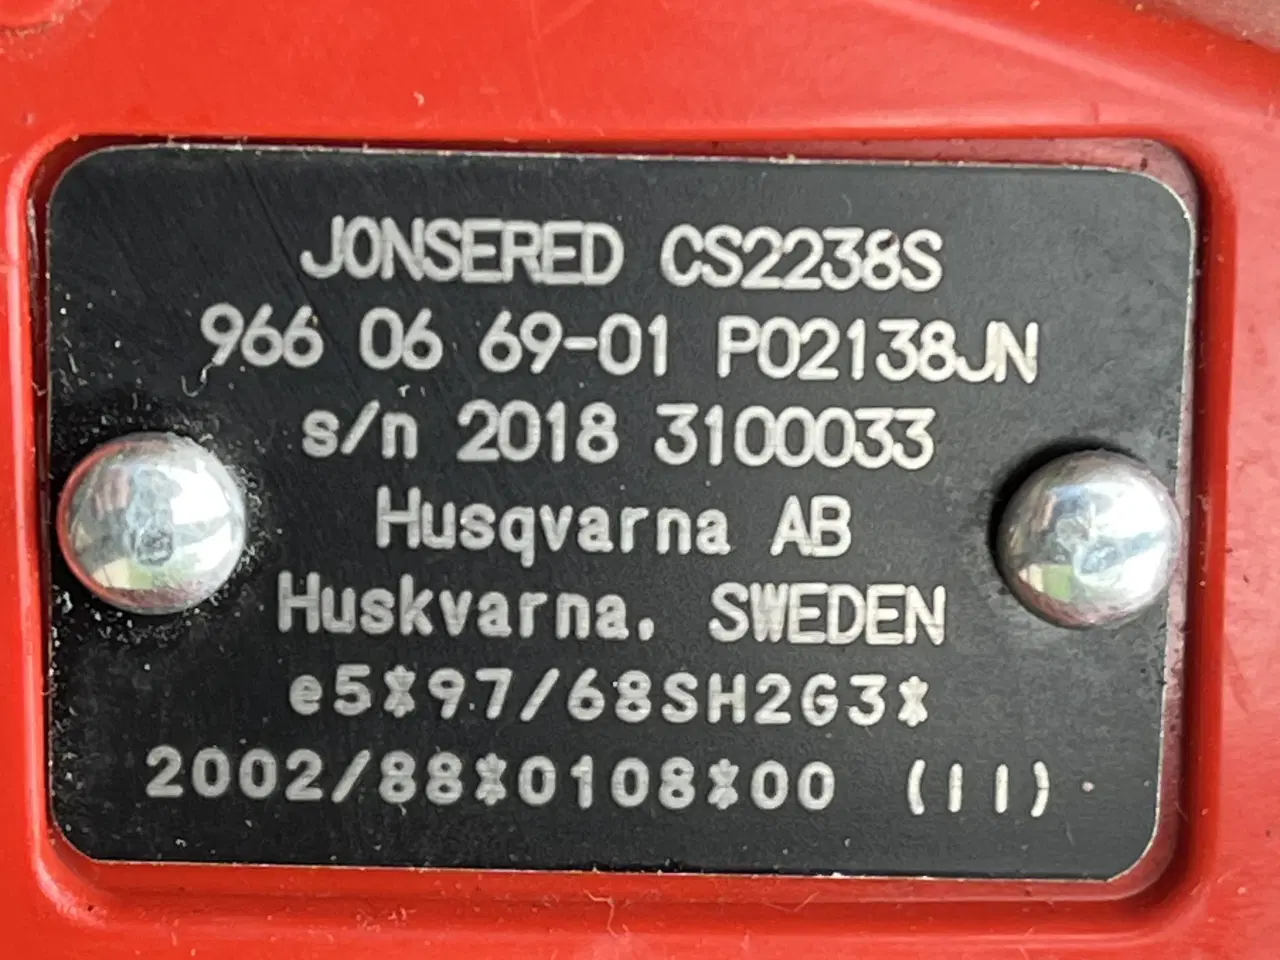 JONSERED CS2238S
966 06 69-01 P02138JN
s/n 2018 3100033
Husqvarna AB
Huskvarna, SWEDEN
e5*97/68SH2G3*
2002/88*0108*00 (II)